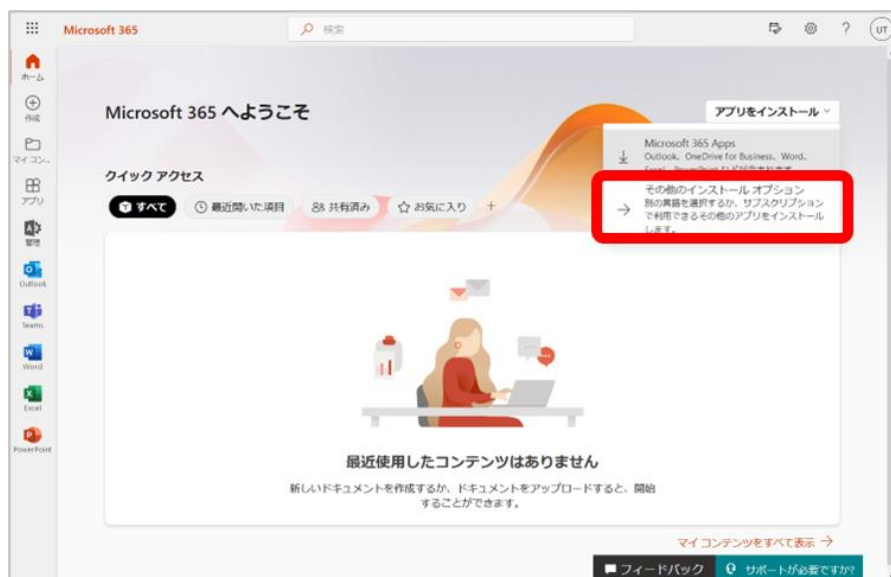 Microsoft 365
検索
UT
ホーム
作成
マイ コン...
アプリ
管理
Outlook
Teams
Word
Excel
PowerPoint
Microsoft 365 へようこそ
アプリをインストール
Microsoft 365 Apps
Outlook、OneDrive for Business、Word、
Excel、PowerPoint などが含まれます
その他のインストール オプション
別の言語を選択するか、サブスクリプション
で利用できるその他のアプリをインストール
します。
クイック アクセス
すべて
最近開いた項目
共有済み
お気に入り
最近使用したコンテンツはありません
新しいドキュメントを作成するか、ドキュメントをアップロードすると、開始
することができます。
マイ コンテンツをすべて表示 →
フィードバック
サポートが必要ですか?